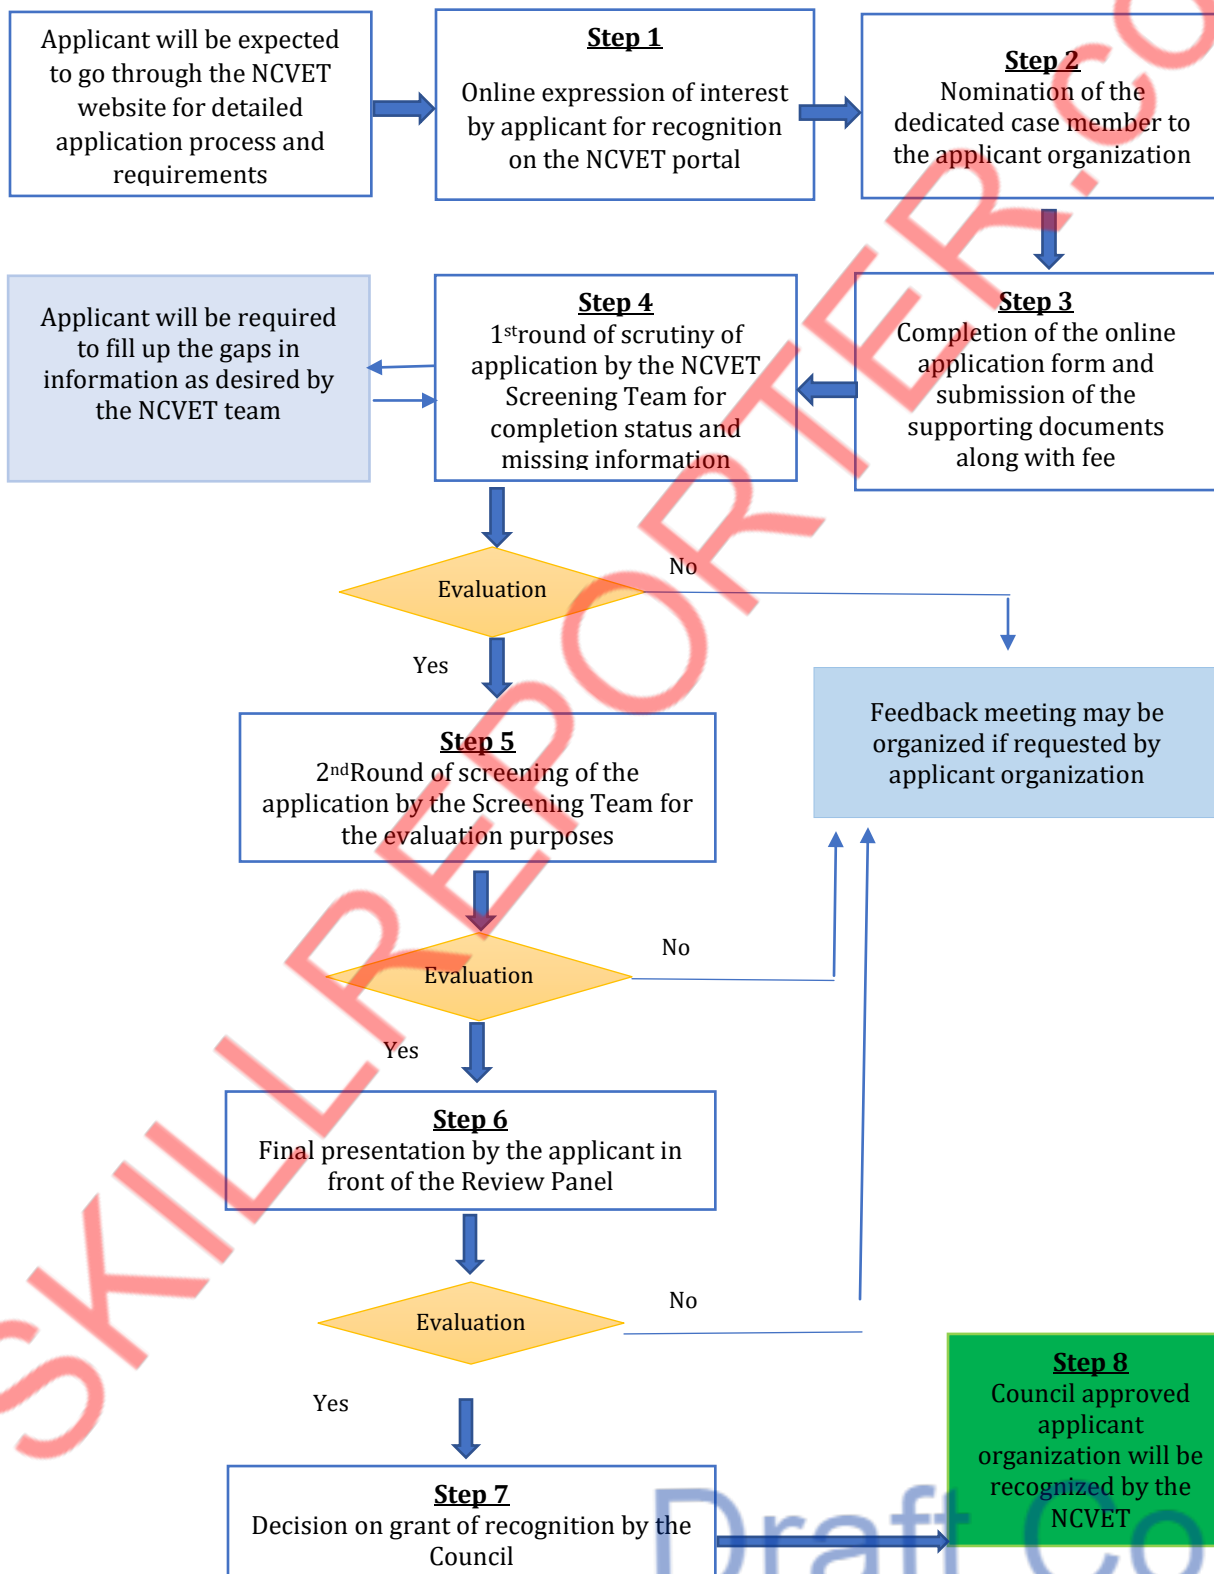 Applicant will be expected
to go through the NCVET
website for detailed
application process and
requirements
Step 1
Online expression of interest
by applicant for recognition
on the NCVET portal
Step 2
Nomination of the
dedicated case member to
the applicant organization
Applicant will be required
to fill up the gaps in
information as desired by
the NCVET team
Step 4
1stround of scrutiny of
application by the NCVET
Screening Team for
completion status and
missing information
Step 3
Completion of the online
application form and
submission of the
supporting documents
along with fee
Evaluation
No
Yes
Feedback meeting may be
organized if requested by
applicant organization
Step 5
2ndRound of screening of the
application by the Screening Team for
the evaluation purposes
Evaluation
No
Yes
Step 6
Final presentation by the applicant in
front of the Review Panel
Evaluation
No
Yes
Step 7
Decision on grant of recognition by the
Council
Step 8
Council approved
applicant
organization will be
recognized by the
NCVET
SKILREPORTER.co
Draft Co